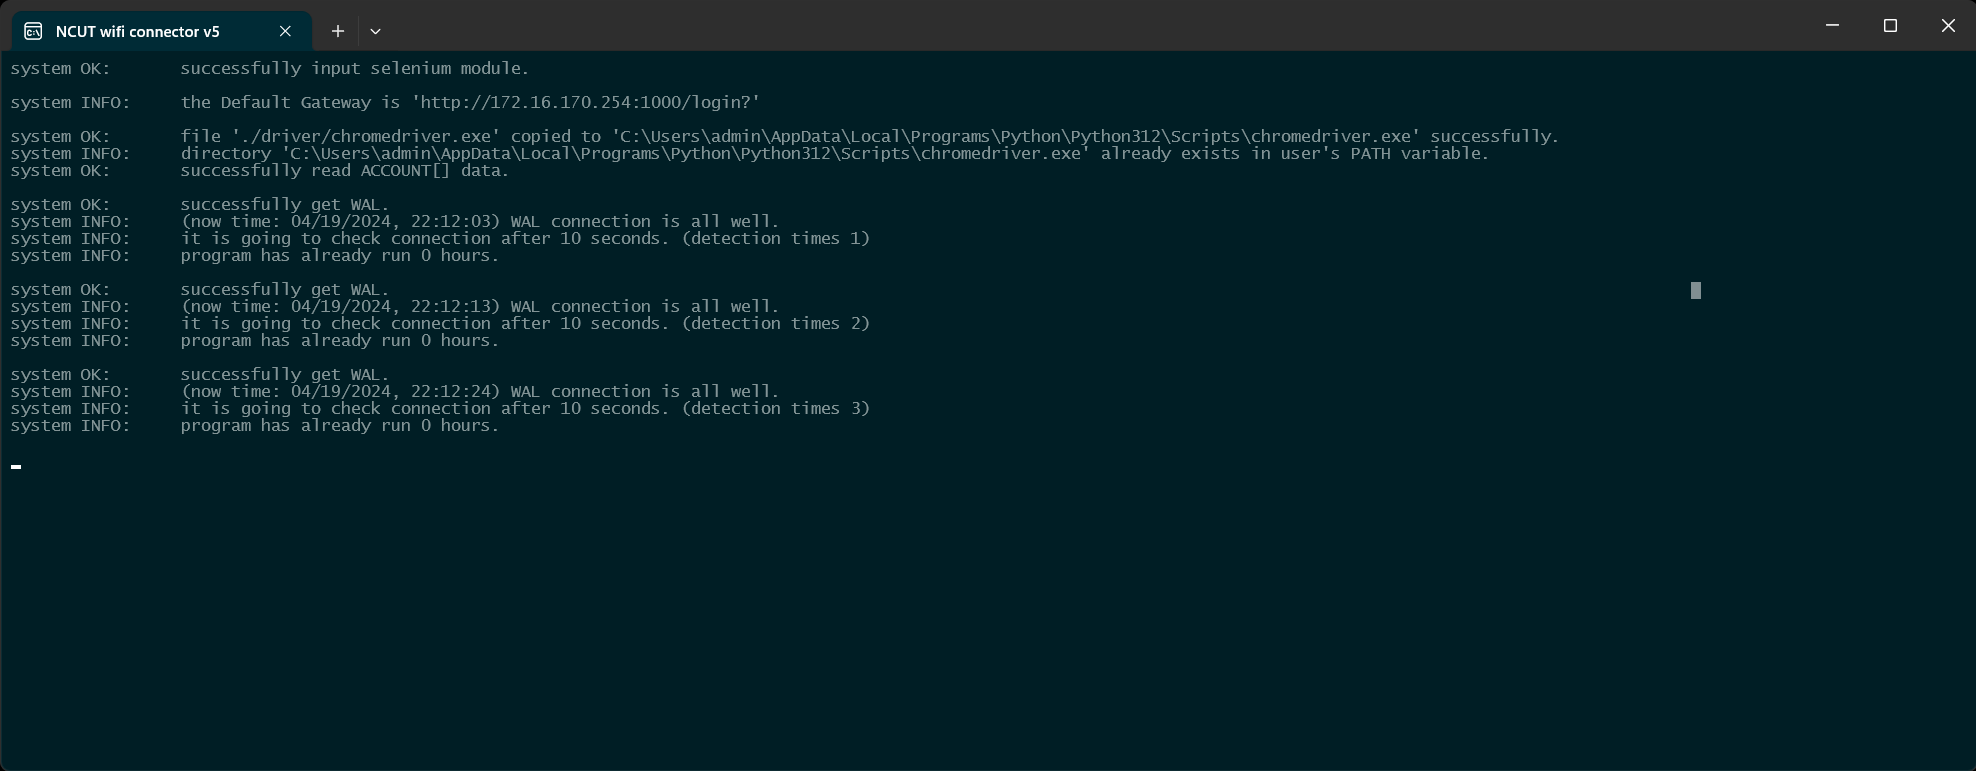 NCUT wifi connector v5
system OK: successfully input selenium module.
system INFO: the Default Gateway is 'http://172.16.170.254:1000/login?'
system OK: file './driver/chromedriver.exe' copied to 'C:\Users\admin\AppData\Local\Programs\Python\Python312\Scripts\chromedriver.exe' successfully.
system INFO: directory 'C:\Users\admin\AppData\Local\Programs\Python\Python312\Scripts\chromedriver.exe' already exists in user's PATH variable.
system OK: successfully read ACCOUNT[] data.
system OK: successfully get WAL.
system INFO: (now time: 04/19/2024, 22:12:03) WAL connection is all well.
system INFO: it is going to check connection after 10 seconds. (detection times 1)
system INFO: program has already run 0 hours.
system OK: successfully get WAL.
system INFO: (now time: 04/19/2024, 22:12:13) WAL connection is all well.
system INFO: it is going to check connection after 10 seconds. (detection times 2)
system INFO: program has already run 0 hours.
system OK: successfully get WAL.
system INFO: (now time: 04/19/2024, 22:12:24) WAL connection is all well.
system INFO: it is going to check connection after 10 seconds. (detection times 3)
system INFO: program has already run 0 hours.